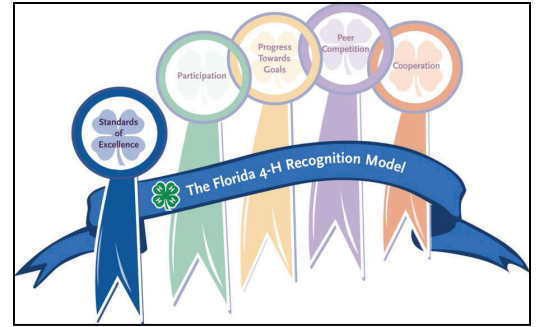 Standards
of
Excellence
Participation
Progress
Towards
Goals
Peer
Competition
Cooperation
The Florida 4-H Recognition Model
H H
H H